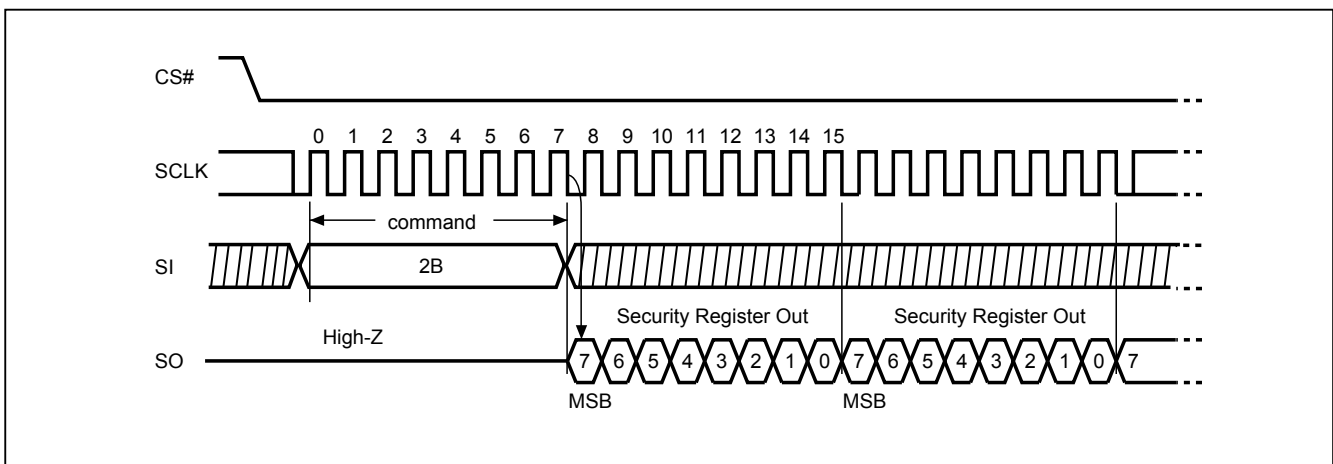 CS#
0 1 2 3 4 5 6 7 8 9 10 11 12 13 14 15
SCLK
command
SI
2B
Security Register Out Security Register Out
High-Z
SO
7 6 5 4 3 2 1 0 7 6 5 4 3 2 1 0 7
MSB MSB